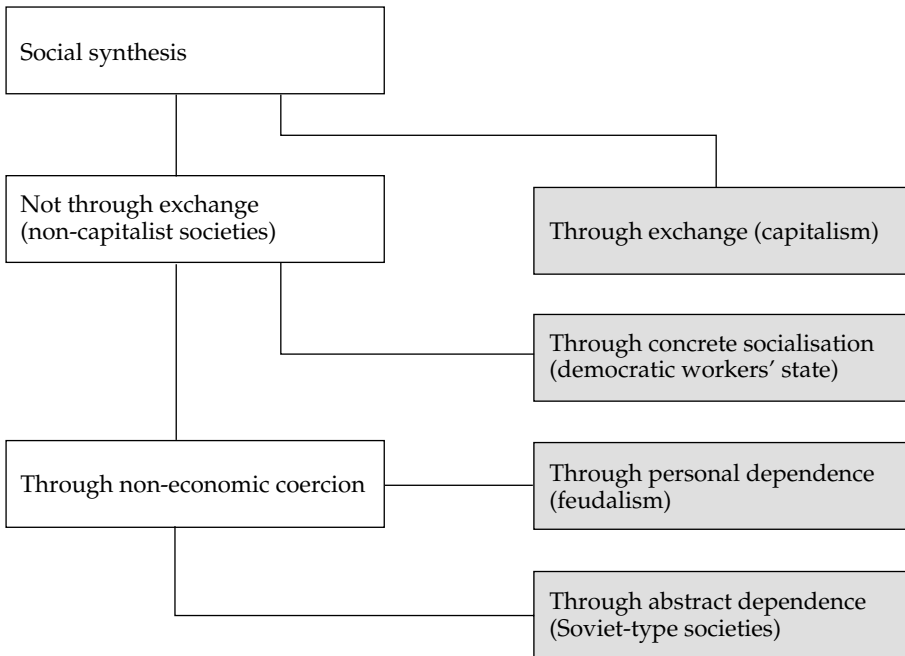 Social synthesis
Not through exchange
(non-capitalist societies)
Through exchange (capitalism)
Through concrete socialisation
(democratic workers’ state)
Through non-economic coercion
Through personal dependence
(feudalism)
Through abstract dependence
(Soviet-type societies)